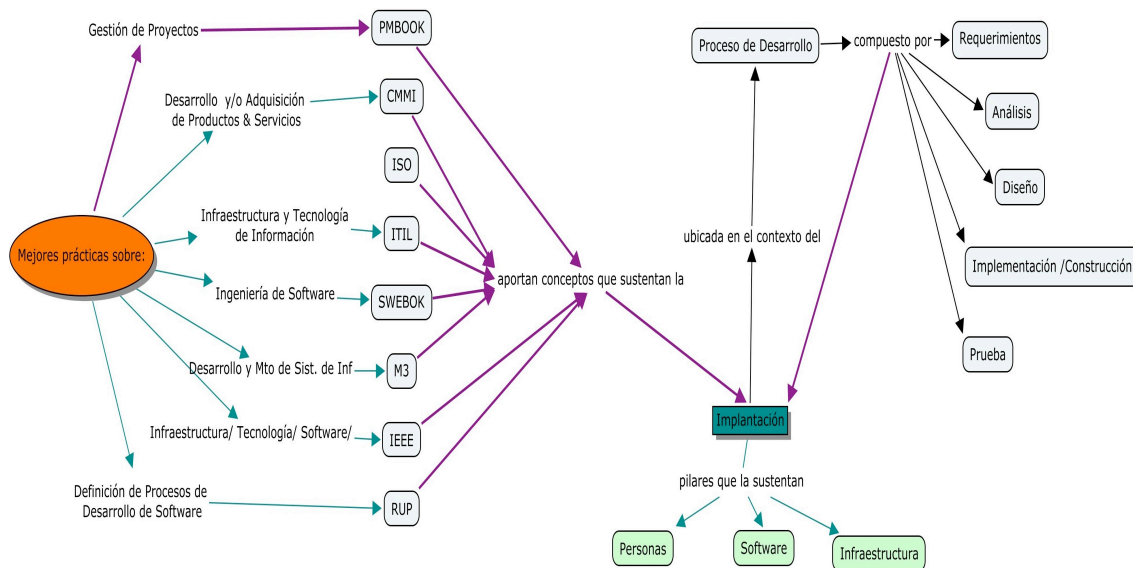 Gestión de Proyectos
PMBOOK
Desarrollo y/o Adquisición
de Productos & Servicios
CMMI
ISO
Mejores prácticas sobre:
Infraestructura y Tecnología
de Información
ITIL
Ingeniería de Software
SWEBOK
Desarrollo y Mto de Sist. de Inf
M3
Infraestructura/ Tecnología/ Software/
IEEE
Definición de Procesos de
Desarrollo de Software
RUP
aportan conceptos que sustentan la
Proceso de Desarrollo
compuesto por
Requerimientos
Análisis
Diseño
Implementación /Construcción
Prueba
ubicada en el contexto del
Implantación
pilares que la sustentan
Personas
Software
Infraestructura